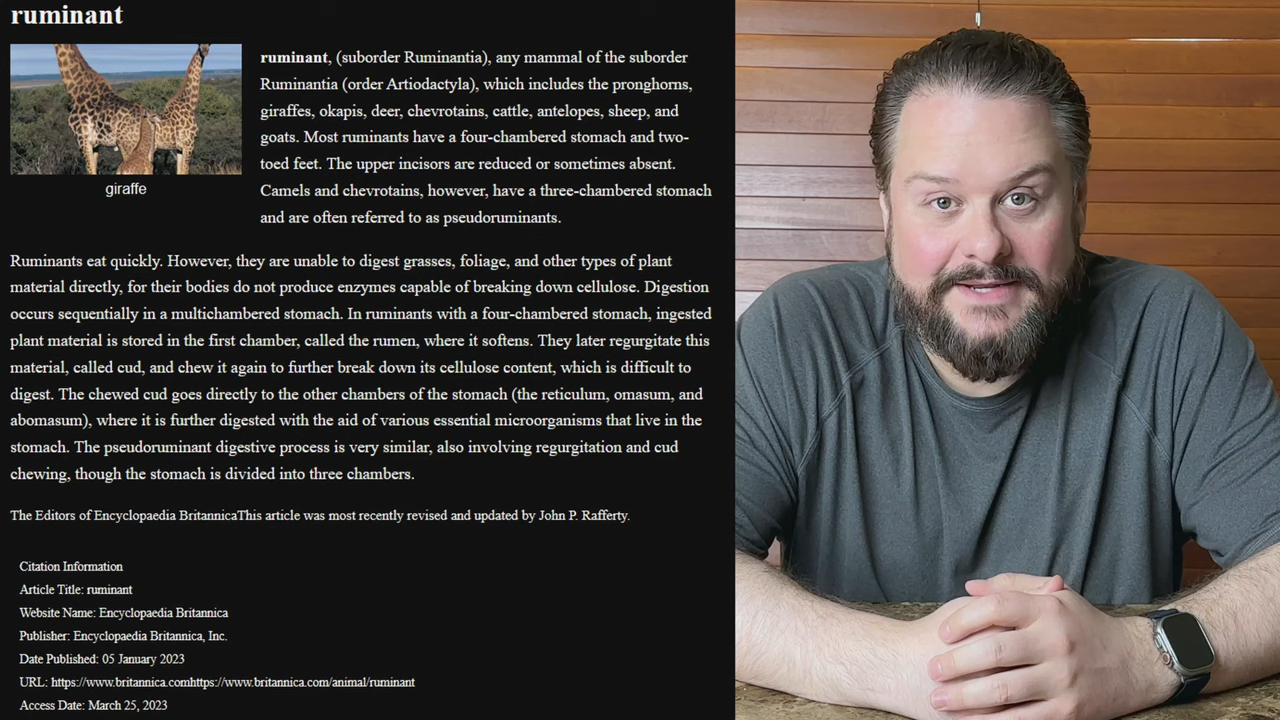 ruminant
giraffe
ruminant, (suborder Ruminantia), any mammal of the suborder
Ruminantia (order Artiodactyla), which includes the pronghorns,
giraffes, okapis, deer, chevrotains, cattle, antelopes, sheep, and
goats. Most ruminants have a four-chambered stomach and two-
toed feet. The upper incisors are reduced or sometimes absent.
Camels and chevrotains, however, have a three-chambered stomach
and are often referred to as pseudoruminants.
Ruminants eat quickly. However, they are unable to digest grasses, foliage, and other types of plant
material directly, for their bodies do not produce enzymes capable of breaking down cellulose. Digestion
occurs sequentially in a multichambered stomach. In ruminants with a four-chambered stomach, ingested
plant material is stored in the first chamber, called the rumen, where it softens. They later regurgitate this
material, called cud, and chew it again to further break down its cellulose content, which is difficult to
digest. The chewed cud goes directly to the other chambers of the stomach (the reticulum, omasum, and
abomasum), where it is further digested with the aid of various essential microorganisms that live in the
stomach. The pseudoruminant digestive process is very similar, also involving regurgitation and cud
chewing, though the stomach is divided into three chambers.
The Editors of Encyclopaedia BritannicaThis article was most recently revised and updated by John P. Rafferty.
Citation Information
Article Title: ruminant
Website Name: Encyclopaedia Britannica
Publisher: Encyclopaedia Britannica, Inc.
Date Published: 05 January 2023
URL: https://www.britannica.comhttps://www.britannica.com/animal/ruminant
Access Date: March 25, 2023